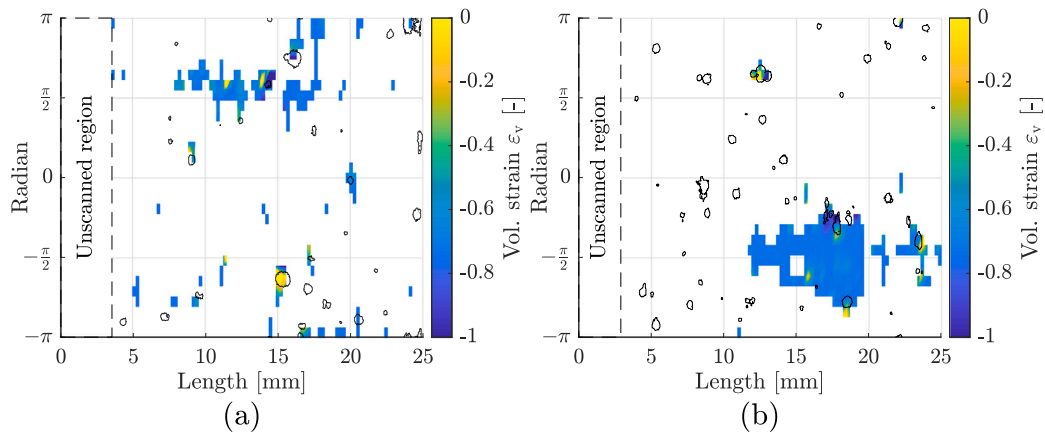 π
π/2
0
−π/2
−π
Radian
Unscanned region
0 5 10 15 20 25
Length [mm]
0
-0.2
-0.4
-0.6
-0.8
-1
Vol. strain εv [-]
(a)
π
π/2
0
−π/2
−π
Radian
Unscanned region
0 5 10 15 20 25
Length [mm]
0
-0.2
-0.4
-0.6
-0.8
-1
Vol. strain εv [-]
(b)